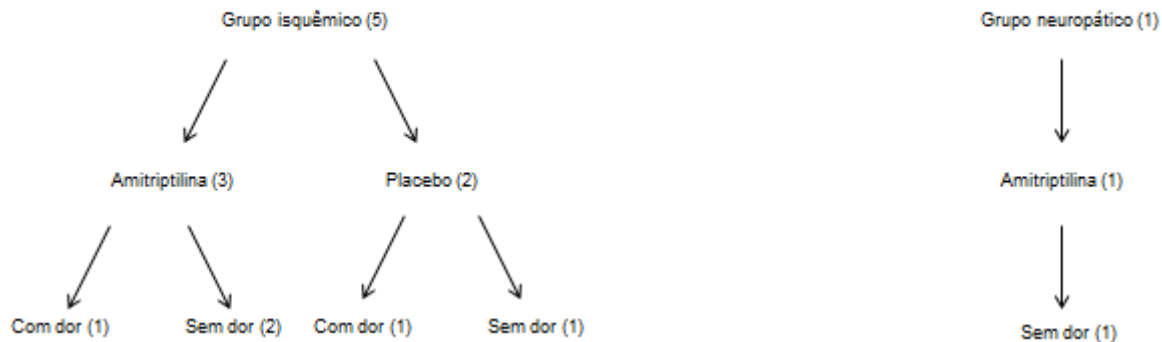 Grupo isquêmico (5)
Grupo neuropático (1)
Amitriptilina (3)
Placebo (2)
Amitriptilina (1)
Com dor (1)
Sem dor (2)
Com dor (1)
Sem dor (1)
Sem dor (1)